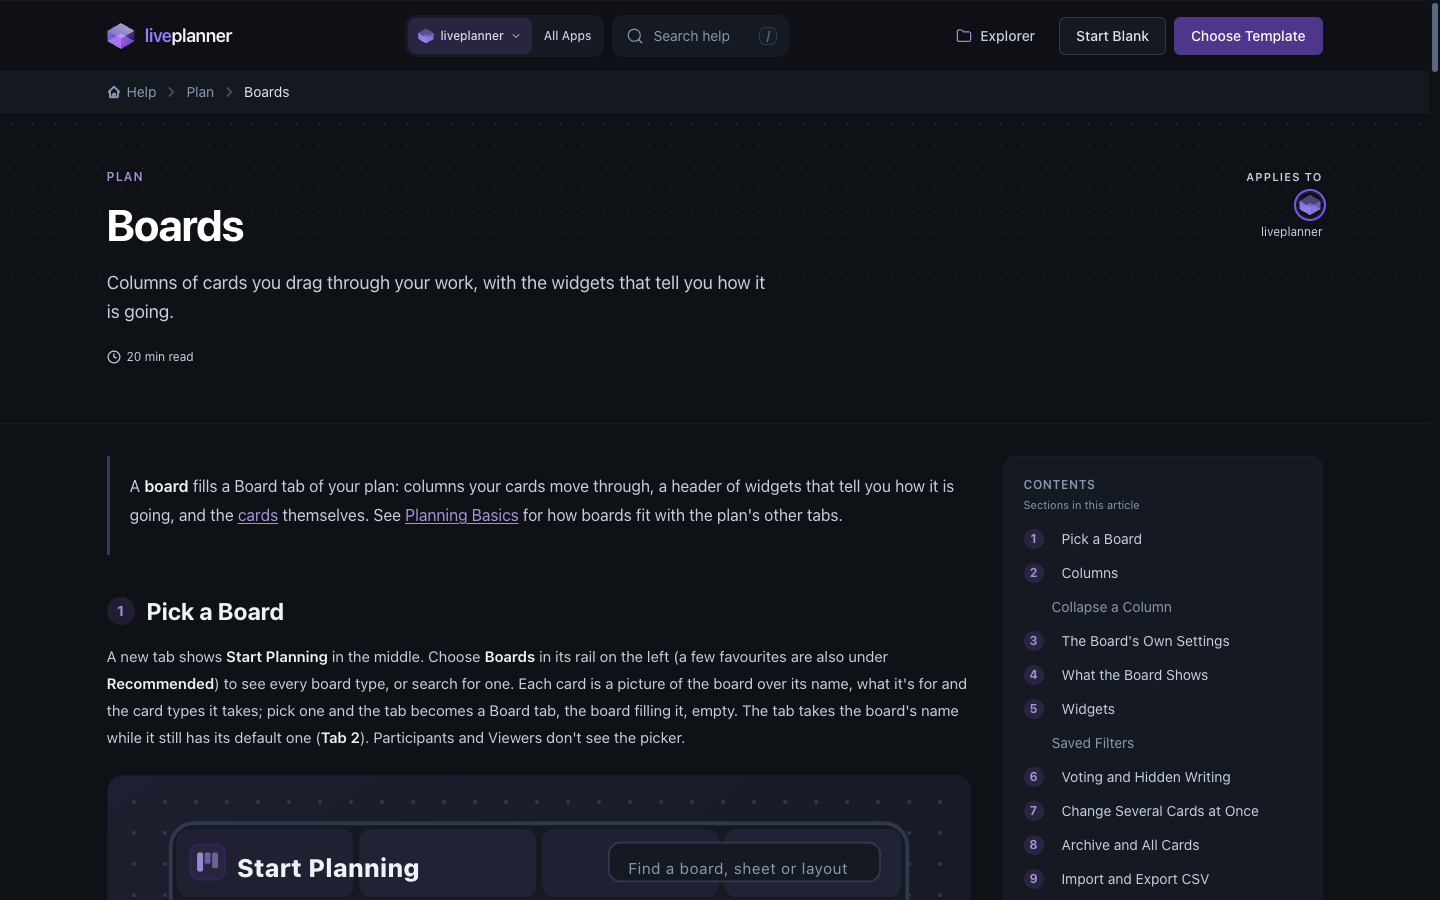 liveplanner
liveplanner
All Apps
Search help
/
Explorer
Start Blank
Choose Template
Help
Plan
Boards
PLAN
APPLIES TO
Boards
liveplanner
Columns of cards you drag through your work, with the widgets that tell you how it
is going.
20 min read
A board fills a Board tab of your plan: columns your cards move through, a header of widgets that tell you how it is
going, and the cards themselves. See Planning Basics for how boards fit with the plan's other tabs.
1 Pick a Board
A new tab shows Start Planning in the middle. Choose Boards in its rail on the left (a few favourites are also under
Recommended) to see every board type, or search for one. Each card is a picture of the board over its name, what it's for and
the card types it takes; pick one and the tab becomes a Board tab, the board filling it, empty. The tab takes the board's name
while it still has its default one (Tab 2). Participants and Viewers don't see the picker.
Start Planning
Find a board, sheet or layout
CONTENTS
Sections in this article
1 Pick a Board
2 Columns
Collapse a Column
3 The Board's Own Settings
4 What the Board Shows
5 Widgets
Saved Filters
6 Voting and Hidden Writing
7 Change Several Cards at Once
8 Archive and All Cards
9 Import and Export CSV